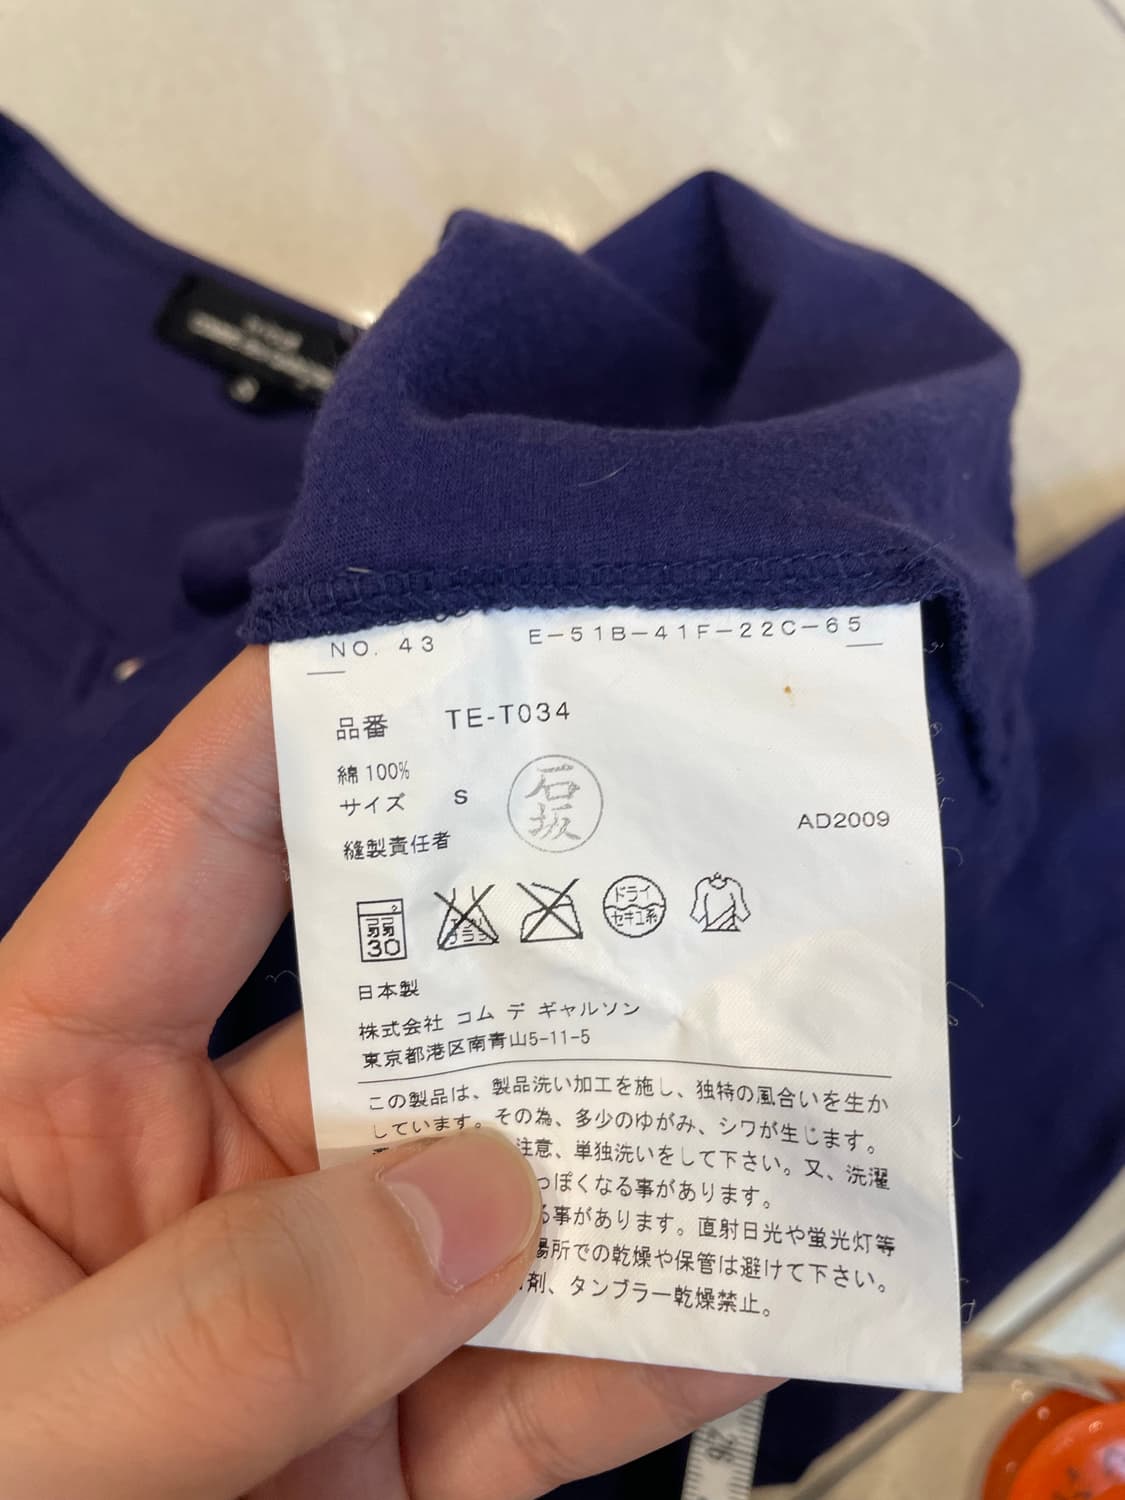 NO. 43 E-51B-41F-22C-65
品番 TE-T034
綿 100%
サイズ S
石坂
縫製責任者
AD2009
弱
30
エンソ
サラシ
ドライ
セキユ系
日本製
株式会社 コム デ ギャルソン
東京都港区南青山5-11-5
この製品は、製品洗い加工を施し、独特の風合いを生か
しています。その為、多少のゆがみ、シワが生じます。
注意、単独洗いをして下さい。又、洗濯
っぽくなる事があります。
る事があります。直射日光や蛍光灯等
場所での乾燥や保管は避けて下さい。
剤、タンブラー乾燥禁止。
26